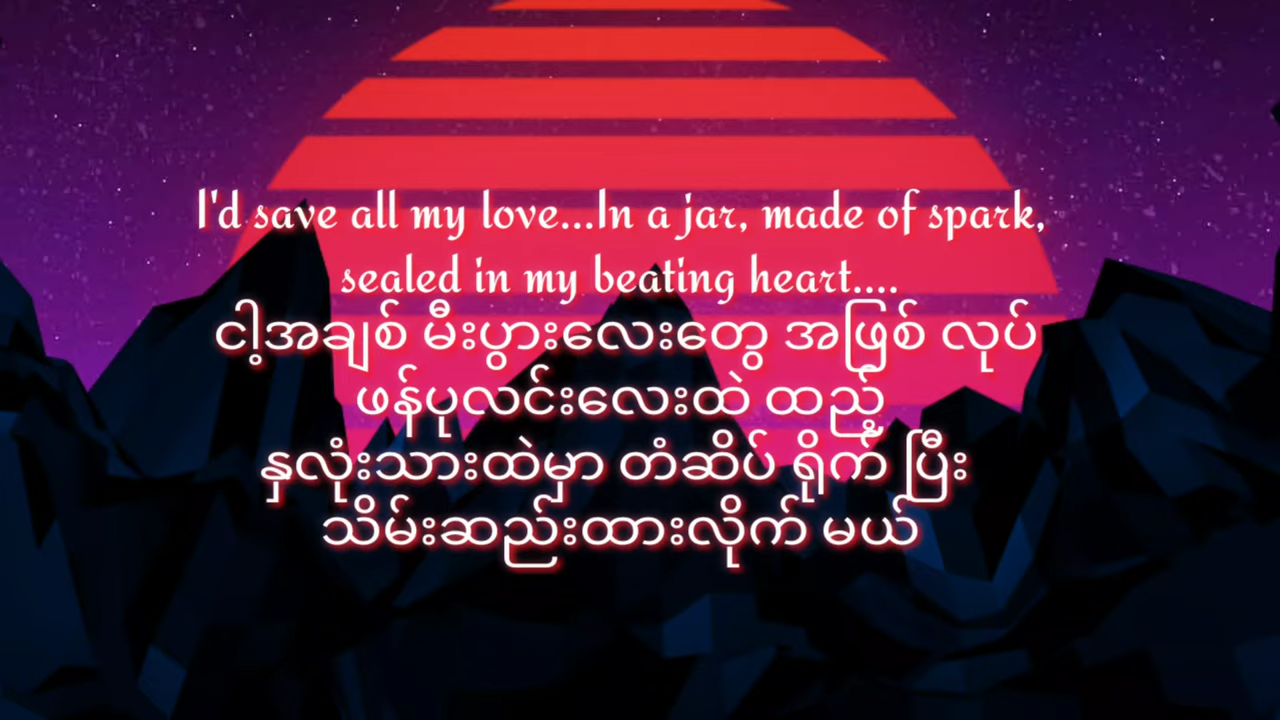 I'd save all my love...In a jar, made of spark,
sealed in my beating heart....
ငါ့အချစ် မီးပွားလေးတွေ အဖြစ် လုပ်
ဖန်ပုလင်းလေးထဲ ထည့်
နှလုံးသားထဲမှာ တံဆိပ် ရိုက် ပြီး
သိမ်းဆည်းထားလိုက် မယ်